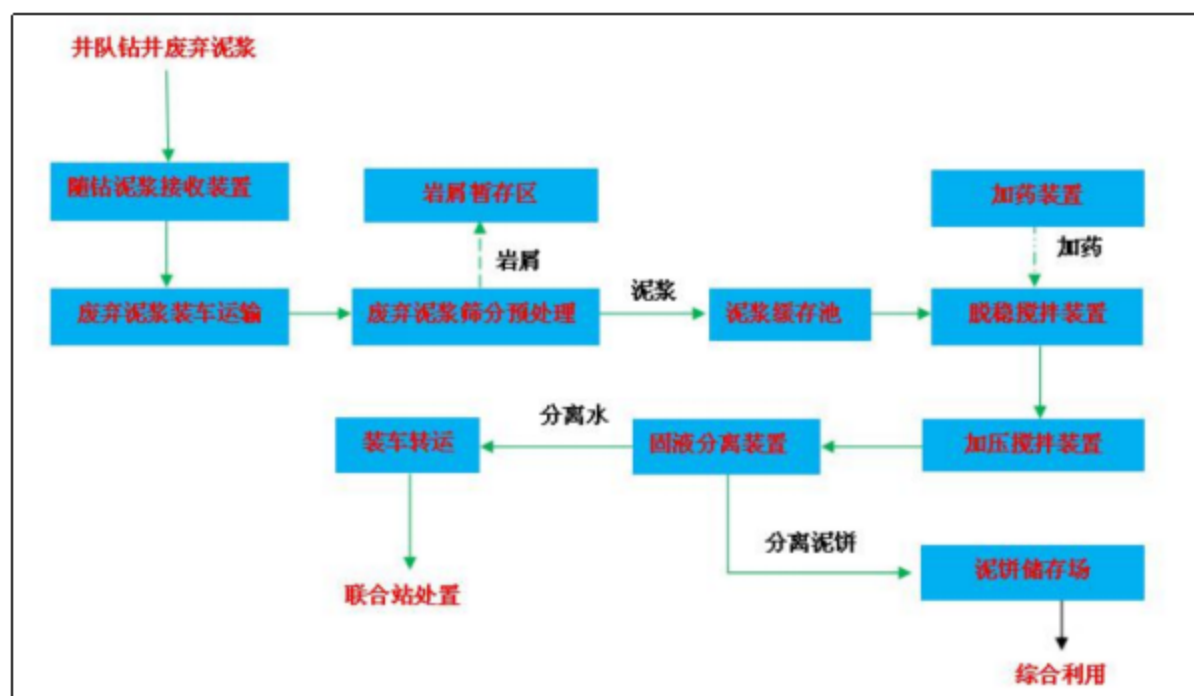 井队钻井废弃泥浆
随钻泥浆接收装置
岩屑暂存区
加药装置
岩屑
加药
废弃泥浆装车运输
废弃泥浆筛分预处理
泥浆
泥浆缓存池
脱稳搅拌装置
装车转运
分离水
固液分离装置
加压搅拌装置
分离泥饼
泥饼储存场
联合站处置
综合利用